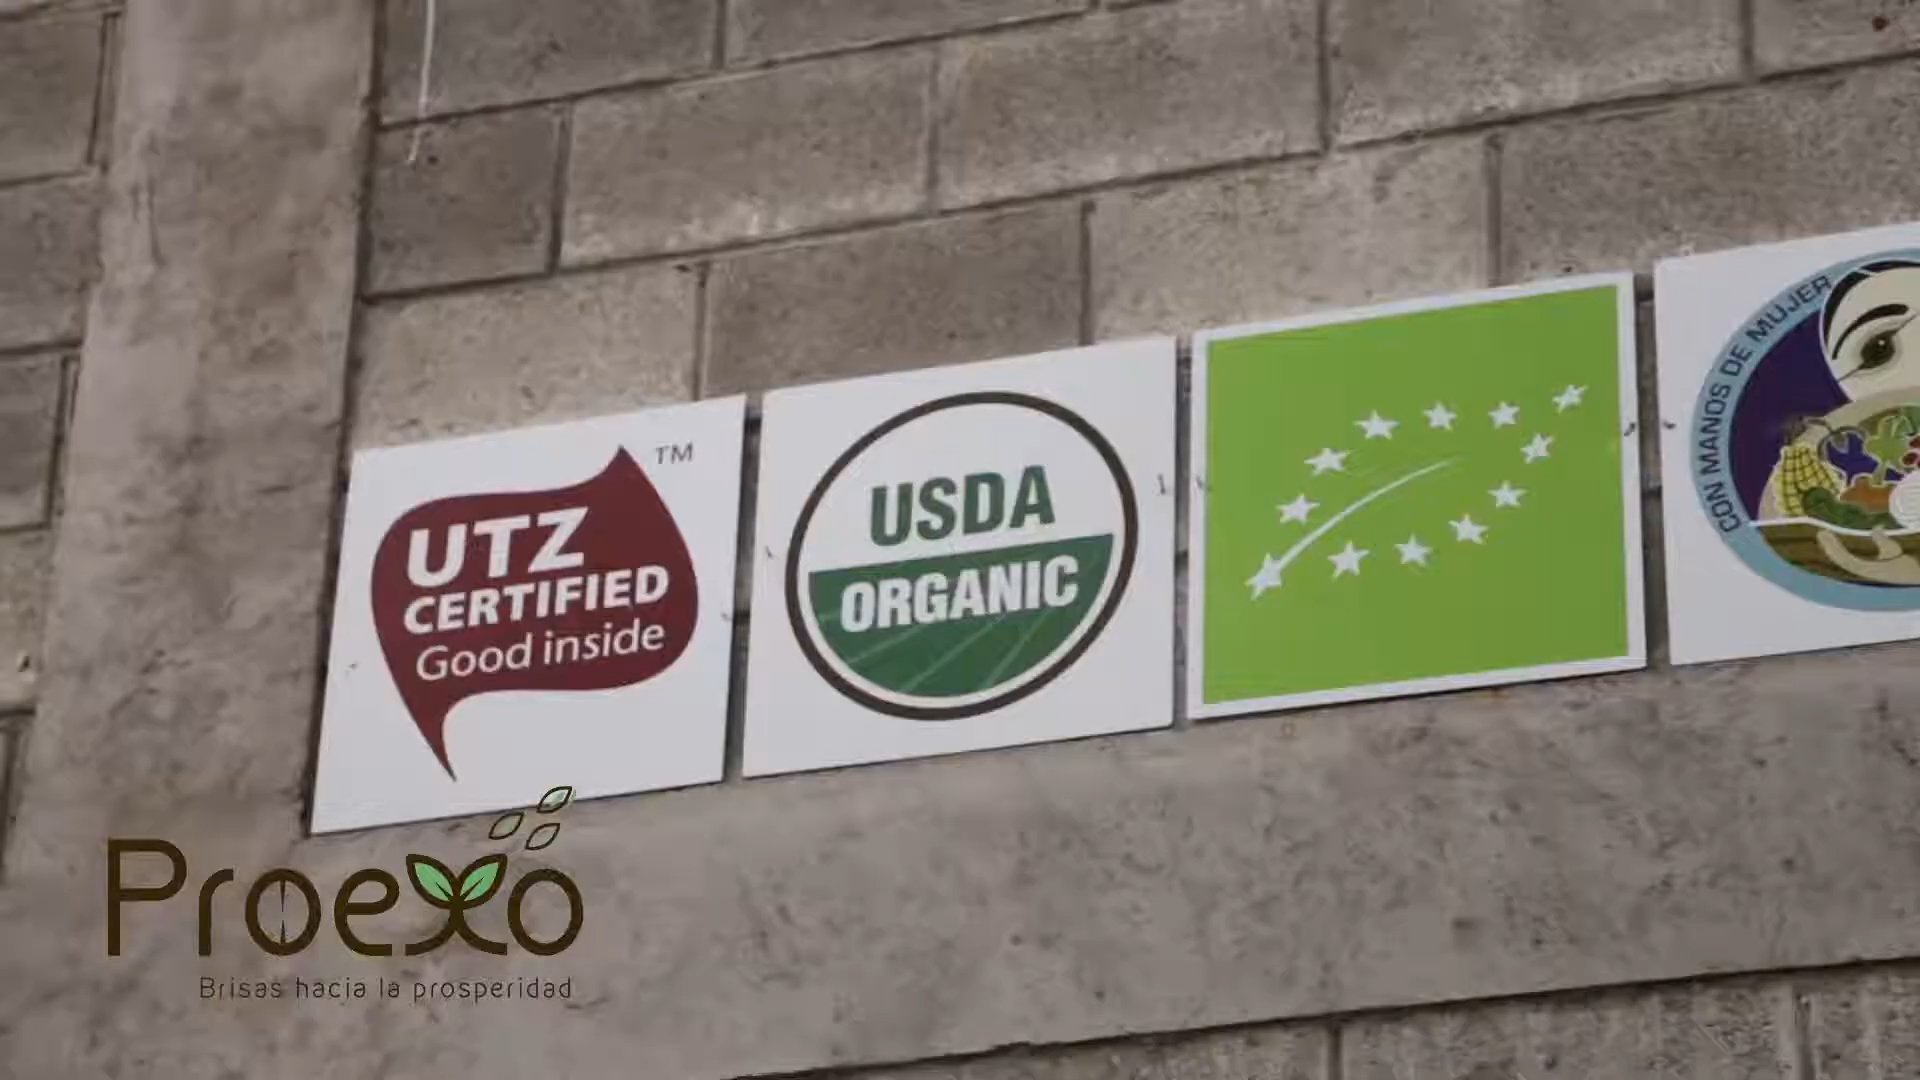 UTZ
CERTIFIED
Good inside
TM
USDA
ORGANIC
CON MANOS DE MUJER
Proexo
Brisas hacia la prosperidad